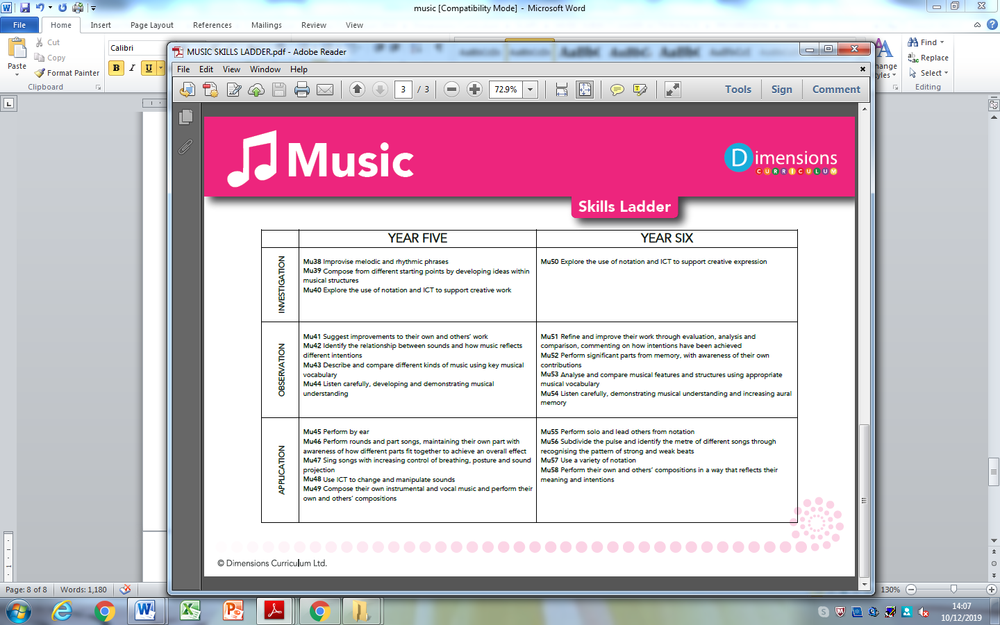 music [Compatibility Mode] - Microsoft Word
File Home Insert Page Layout References Mailings Review View
Paste
Cut
Copy
Format Painter
Clipboard
Calibri
B I U
Find
Replace
Select
Editing
MUSIC SKILLS LADDER.pdf - Adobe Reader
File Edit View Window Help
3 / 3 72.9% Tools Sign Comment
Music
Dimensions
CURRICULUM
Skills Ladder
YEAR FIVE YEAR SIX
INVESTIGATION
Mu38 Improvise melodic and rhythmic phrases
Mu39 Compose from different starting points by developing ideas within
musical structures
Mu40 Explore the use of notation and ICT to support creative work
Mu50 Explore the use of notation and ICT to support creative expression
OBSERVATION
Mu41 Suggest improvements to their own and others' work
Mu42 Identify the relationship between sounds and how music reflects
different intentions
Mu43 Describe and compare different kinds of music using key musical
vocabulary
Mu44 Listen carefully, developing and demonstrating musical
understanding
Mu51 Refine and improve their work through evaluation, analysis and
comparison, commenting on how intentions have been achieved
Mu52 Perform significant parts from memory, with awareness of their own
contributions
Mu53 Analyse and compare musical features and structures using appropriate
musical vocabulary
Mu54 Listen carefully, demonstrating musical understanding and increasing aural
memory
APPLICATION
Mu45 Perform by ear
Mu46 Perform rounds and part songs, maintaining their own part with
awareness of how different parts fit together to achieve an overall effect
Mu47 Sing songs with increasing control of breathing, posture and sound
projection
Mu48 Use ICT to change and manipulate sounds
Mu49 Compose their own instrumental and vocal music and perform their
own and others' compositions
Mu55 Perform solo and lead others from notation
Mu56 Subdivide the pulse and identify the metre of different songs through
recognising the pattern of strong and weak beats
Mu57 Use a variety of notation
Mu58 Perform their own and others' compositions in a way that reflects their
meaning and intentions
© Dimensions Curriculum Ltd.
Page: 8 of 8 Words: 1,180 130%
14:07
10/12/2019